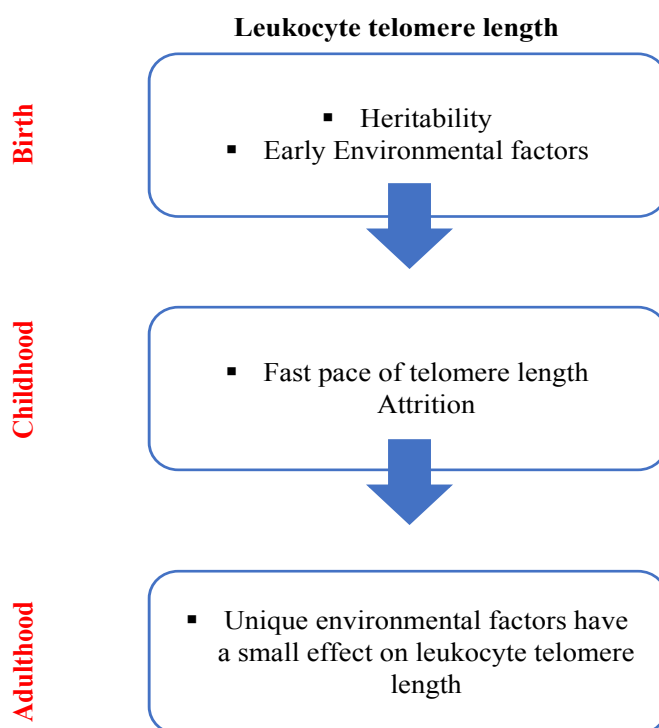 Leukocyte telomere length
Birth
▪ Heritability
▪ Early Environmental factors
Childhood
▪ Fast pace of telomere length
Attrition
Adulthood
▪ Unique environmental factors have
a small effect on leukocyte telomere
length